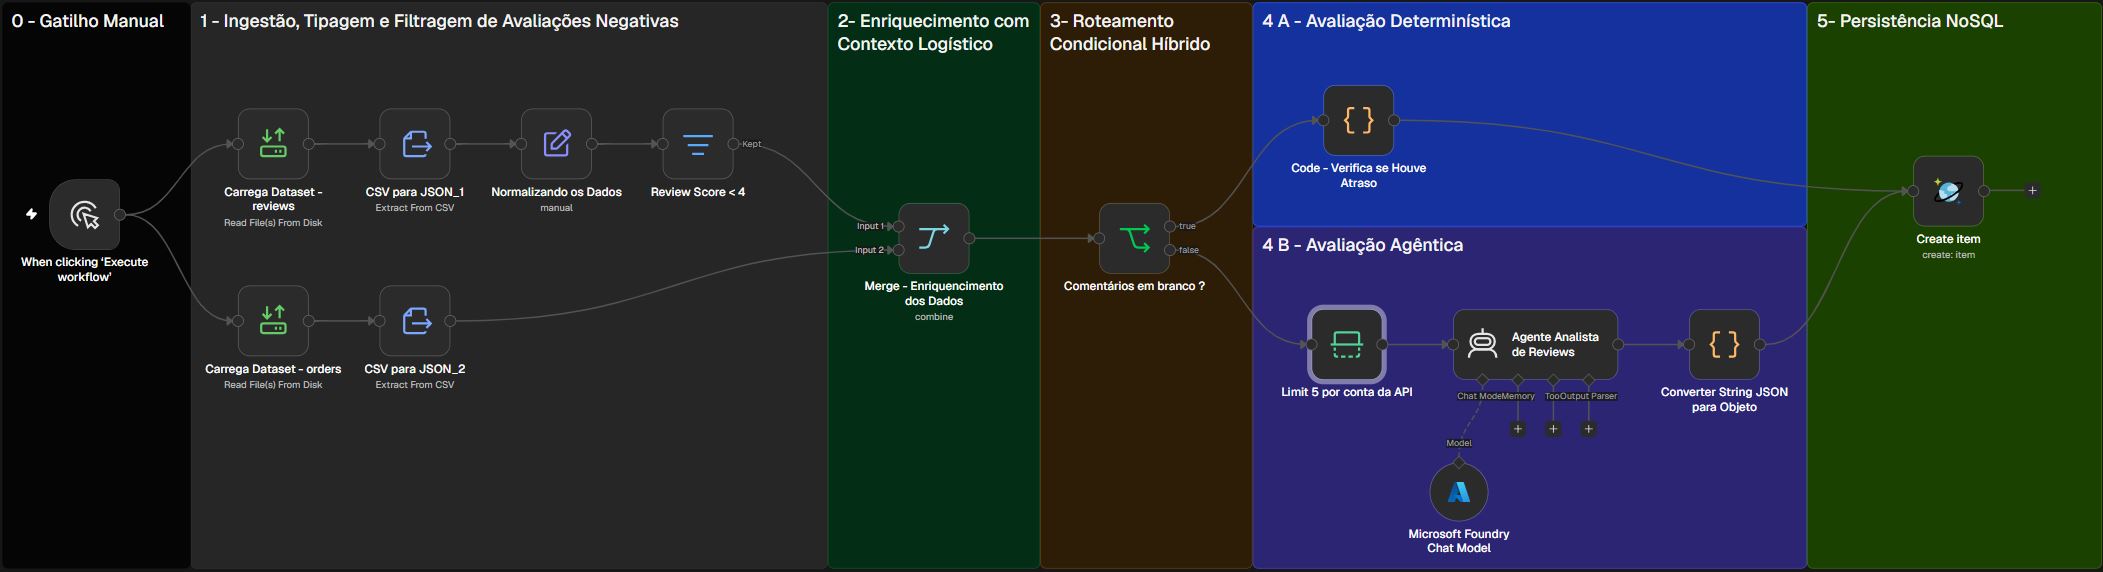 0 - Gatilho Manual
1 - Ingestão, Tipagem e Filtragem de Avaliações Negativas
2- Enriquecimento com
Contexto Logístico
3- Roteamento
Condicional Híbrido
4 A - Avaliação Determinística
5- Persistência NoSQL
When clicking ‘Execute
workflow’
Carrega Dataset -
reviews
Read File(s) From Disk
CSV para JSON_1
Extract From CSV
Normalizando os Dados
manual
Review Score < 4
Kept
Carrega Dataset - orders
Read File(s) From Disk
CSV para JSON_2
Extract From CSV
Input 1
Input 2
Merge - Enriquencimento
dos Dados
combine
true
false
Comentários em branco ?
Code - Verifica se Houve
Atraso
4 B - Avaliação Agêntica
Limit 5 por conta da API
Agente Analista
de Reviews
Chat ModeMemory
TooOutput Parser
Model
Microsoft Foundry
Chat Model
Converter String JSON
para Objeto
Create item
create: item